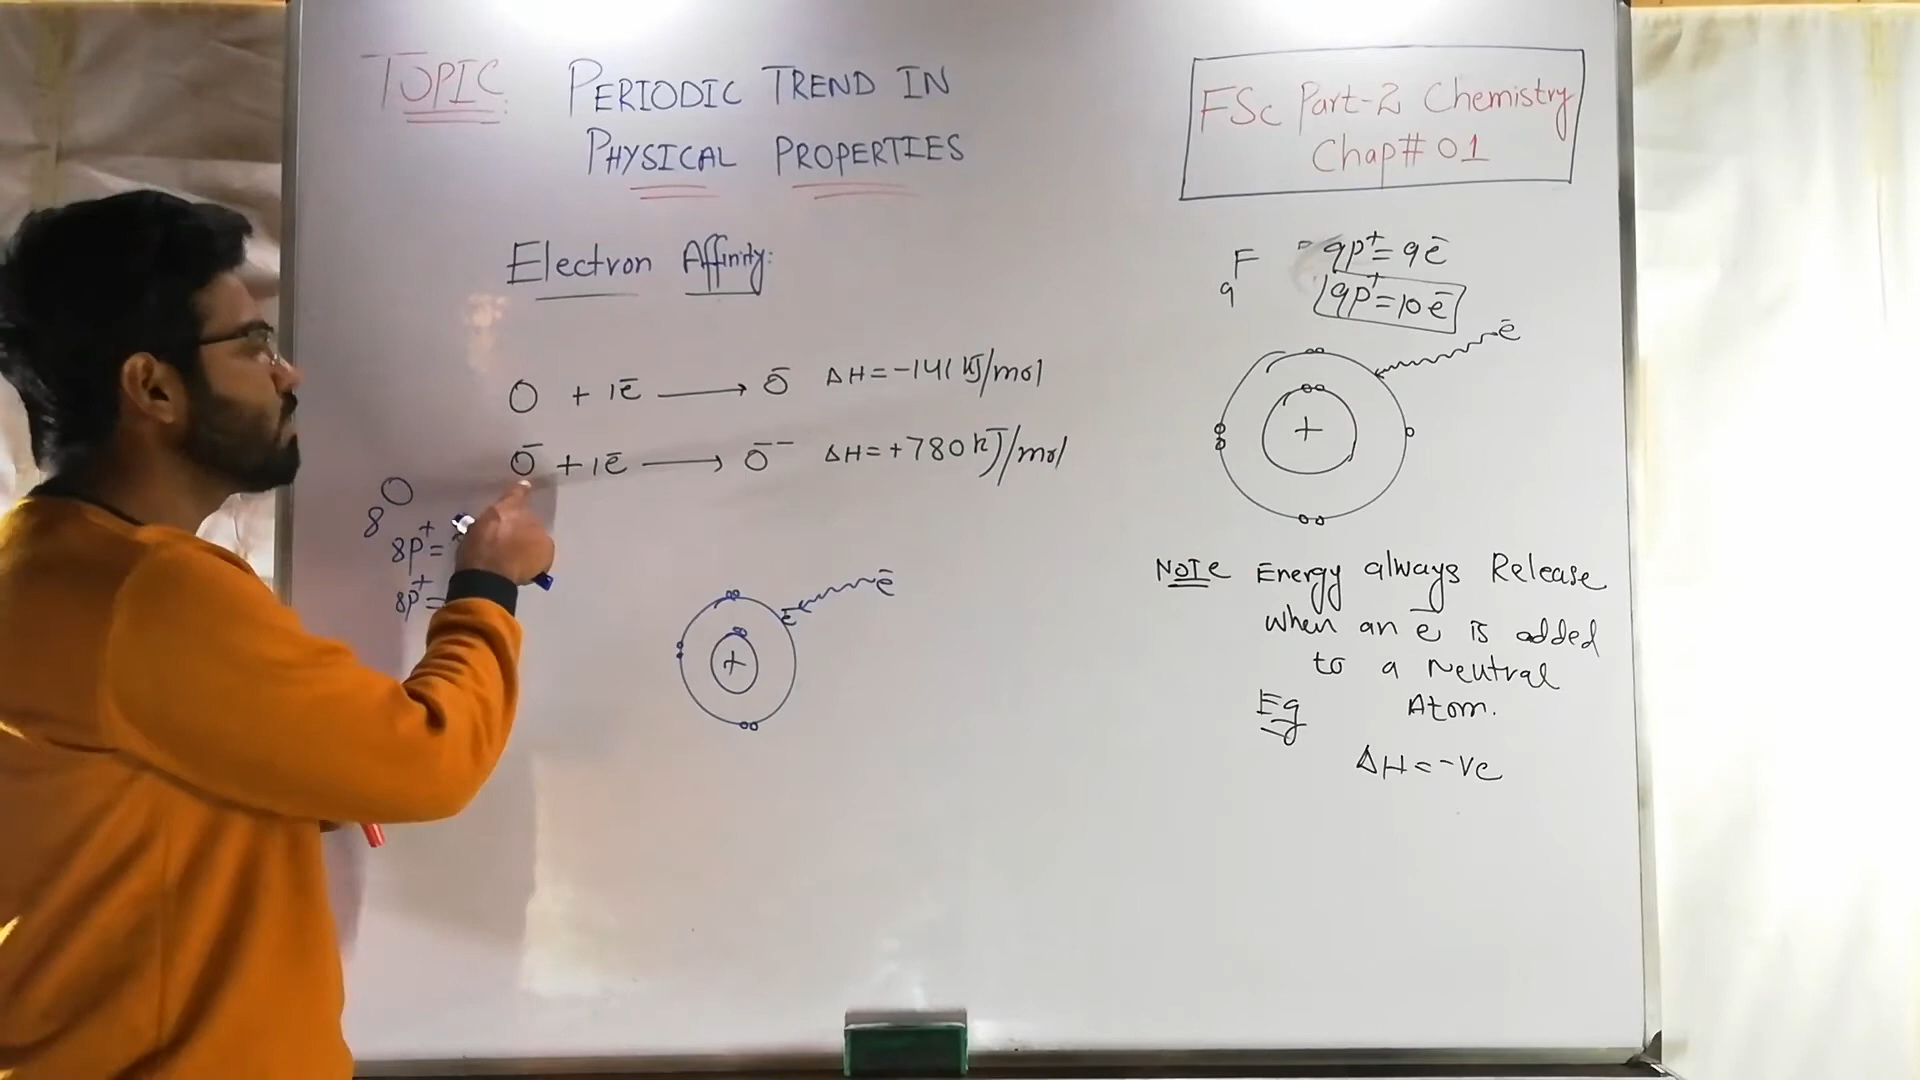 TOPIC: PERIODIC TREND IN
PHYSICAL PROPERTIES
FSc Part-2 Chemistry
Chap# 01
Electron Affinity:
O + 1e̅ ⟶ O̅ ΔH = -141 kJ/mol
O̅ + 1e̅ ⟶ O̅ ̅ ΔH = +780 kJ/mol
O
8
8p⁺ =
8p⁺ =
+
e̅
e̅
F
9
9p⁺ = 9e̅
9p⁺ = 10e̅
e̅
+
NOTE Energy always Release
when an e̅ is added
to a Neutral
Eg Atom.
ΔH = -ve